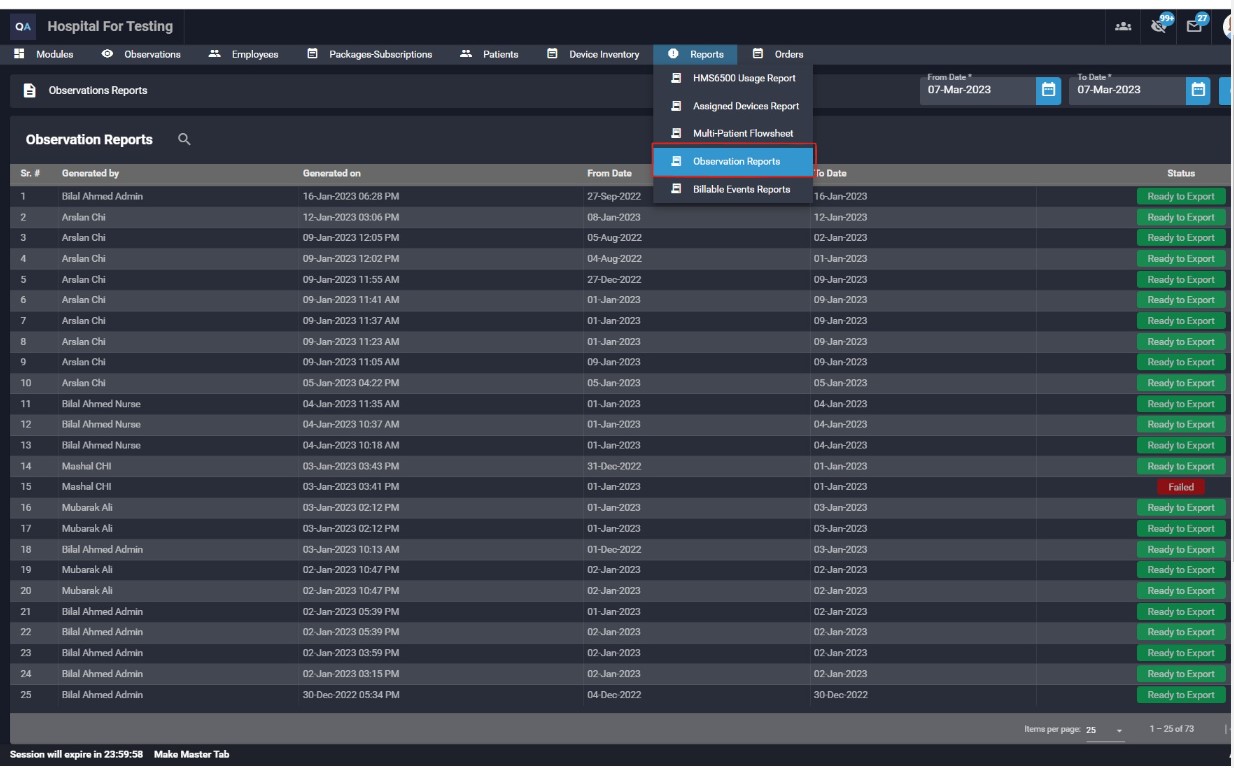 QA Hospital For Testing 99+ 27
Modules Observations Employees Packages-Subscriptions Patients Device Inventory Reports Orders
HMS6500 Usage Report
Assigned Devices Report
Multi-Patient Flowsheet
Observation Reports
Billable Events Reports
Observations Reports From Date * 07-Mar-2023 To Date * 07-Mar-2023
Observation Reports
Sr. # Generated by Generated on From Date To Date Status
1 Bilal Ahmed Admin 16-Jan-2023 06:28 PM 27-Sep-2022 16-Jan-2023 Ready to Export
2 Arslan Chi 12-Jan-2023 03:06 PM 08-Jan-2023 12-Jan-2023 Ready to Export
3 Arslan Chi 09-Jan-2023 12:05 PM 05-Aug-2022 02-Jan-2023 Ready to Export
4 Arslan Chi 09-Jan-2023 12:02 PM 04-Aug-2022 01-Jan-2023 Ready to Export
5 Arslan Chi 09-Jan-2023 11:55 AM 27-Dec-2022 09-Jan-2023 Ready to Export
6 Arslan Chi 09-Jan-2023 11:41 AM 01-Jan-2023 09-Jan-2023 Ready to Export
7 Arslan Chi 09-Jan-2023 11:37 AM 01-Jan-2023 09-Jan-2023 Ready to Export
8 Arslan Chi 09-Jan-2023 11:23 AM 01-Jan-2023 09-Jan-2023 Ready to Export
9 Arslan Chi 09-Jan-2023 11:05 AM 09-Jan-2023 09-Jan-2023 Ready to Export
10 Arslan Chi 05-Jan-2023 04:22 PM 05-Jan-2023 05-Jan-2023 Ready to Export
11 Bilal Ahmed Nurse 04-Jan-2023 11:35 AM 01-Jan-2023 04-Jan-2023 Ready to Export
12 Bilal Ahmed Nurse 04-Jan-2023 10:37 AM 01-Jan-2023 04-Jan-2023 Ready to Export
13 Bilal Ahmed Nurse 04-Jan-2023 10:18 AM 01-Jan-2023 04-Jan-2023 Ready to Export
14 Mashal CHI 03-Jan-2023 03:43 PM 31-Dec-2022 01-Jan-2023 Ready to Export
15 Mashal CHI 03-Jan-2023 03:41 PM 01-Jan-2023 01-Jan-2023 Failed
16 Mubarak Ali 03-Jan-2023 02:12 PM 01-Jan-2023 03-Jan-2023 Ready to Export
17 Mubarak Ali 03-Jan-2023 02:12 PM 01-Jan-2023 03-Jan-2023 Ready to Export
18 Bilal Ahmed Admin 03-Jan-2023 10:13 AM 01-Dec-2022 03-Jan-2023 Ready to Export
19 Mubarak Ali 02-Jan-2023 10:47 PM 02-Jan-2023 02-Jan-2023 Ready to Export
20 Mubarak Ali 02-Jan-2023 10:47 PM 02-Jan-2023 02-Jan-2023 Ready to Export
21 Bilal Ahmed Admin 02-Jan-2023 05:39 PM 01-Jan-2023 02-Jan-2023 Ready to Export
22 Bilal Ahmed Admin 02-Jan-2023 05:39 PM 02-Jan-2023 02-Jan-2023 Ready to Export
23 Bilal Ahmed Admin 02-Jan-2023 03:59 PM 02-Jan-2023 02-Jan-2023 Ready to Export
24 Bilal Ahmed Admin 02-Jan-2023 03:15 PM 02-Jan-2023 02-Jan-2023 Ready to Export
25 Bilal Ahmed Admin 30-Dec-2022 05:34 PM 04-Dec-2022 30-Dec-2022 Ready to Export
Items per page: 25 1 – 25 of 73
Session will expire in 23:59:58 Make Master Tab